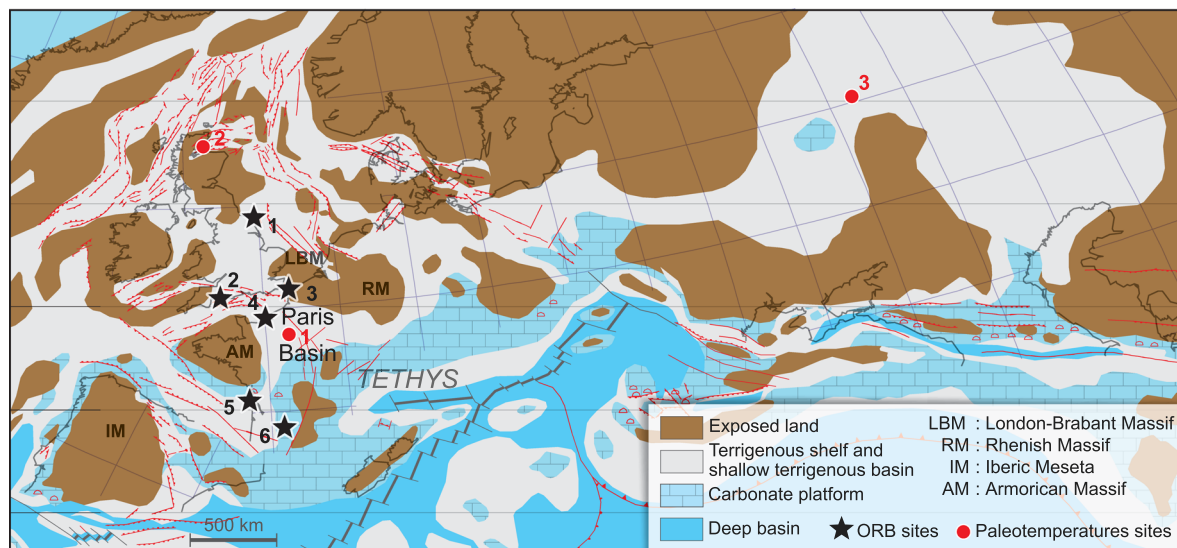 3
2
1
LBM
2
3
RM
4
Paris
1
Basin
AM
TETHYS
5
6
IM
500 km
Exposed land
Terrigenous shelf and
shallow terrigenous basin
Carbonate platform
Deep basin
LBM : London-Brabant Massif
RM : Rhenish Massif
IM : Iberic Meseta
AM : Armorican Massif
ORB sites
Paleotemperatures sites